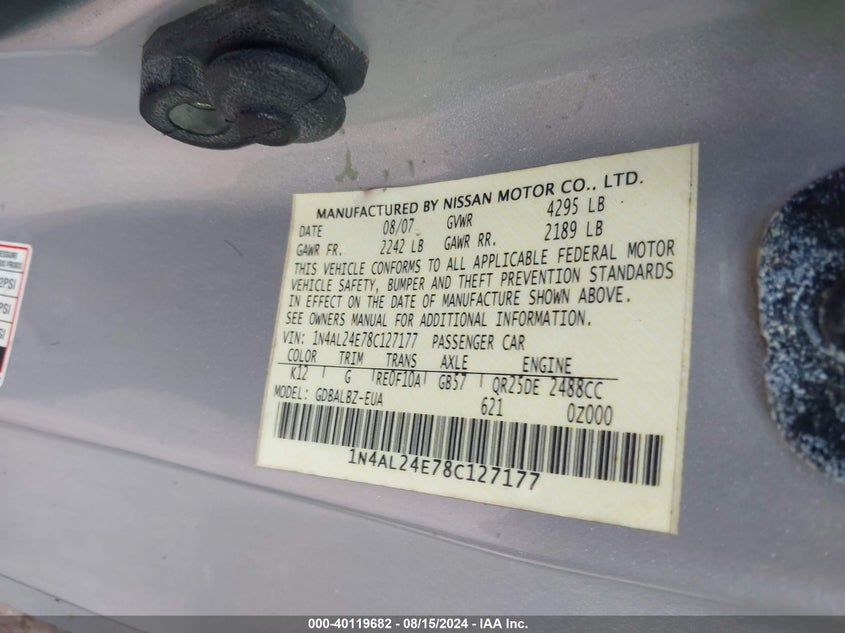 MANUFACTURED BY NISSAN MOTOR CO., LTD.
DATE 08/07 GVWR 4295 LB
GAWR FR. 2242 LB GAWR RR. 2189 LB
THIS VEHICLE CONFORMS TO ALL APPLICABLE FEDERAL MOTOR
VEHICLE SAFETY, BUMPER AND THEFT PREVENTION STANDARDS
IN EFFECT ON THE DATE OF MANUFACTURE SHOWN ABOVE.
SEE OWNERS MANUAL FOR ADDITIONAL INFORMATION.
VIN: 1N4AL24E78C127177 PASSENGER CAR
COLOR TRIM TRANS AXLE ENGINE
K12 G RE0F10A GB57 QR25DE 2488CC
MODEL: GDBALBZ-EUA 621 0Z000
1N4AL24E78C127177
000-40119682 - 08/15/2024 - IAA Inc.